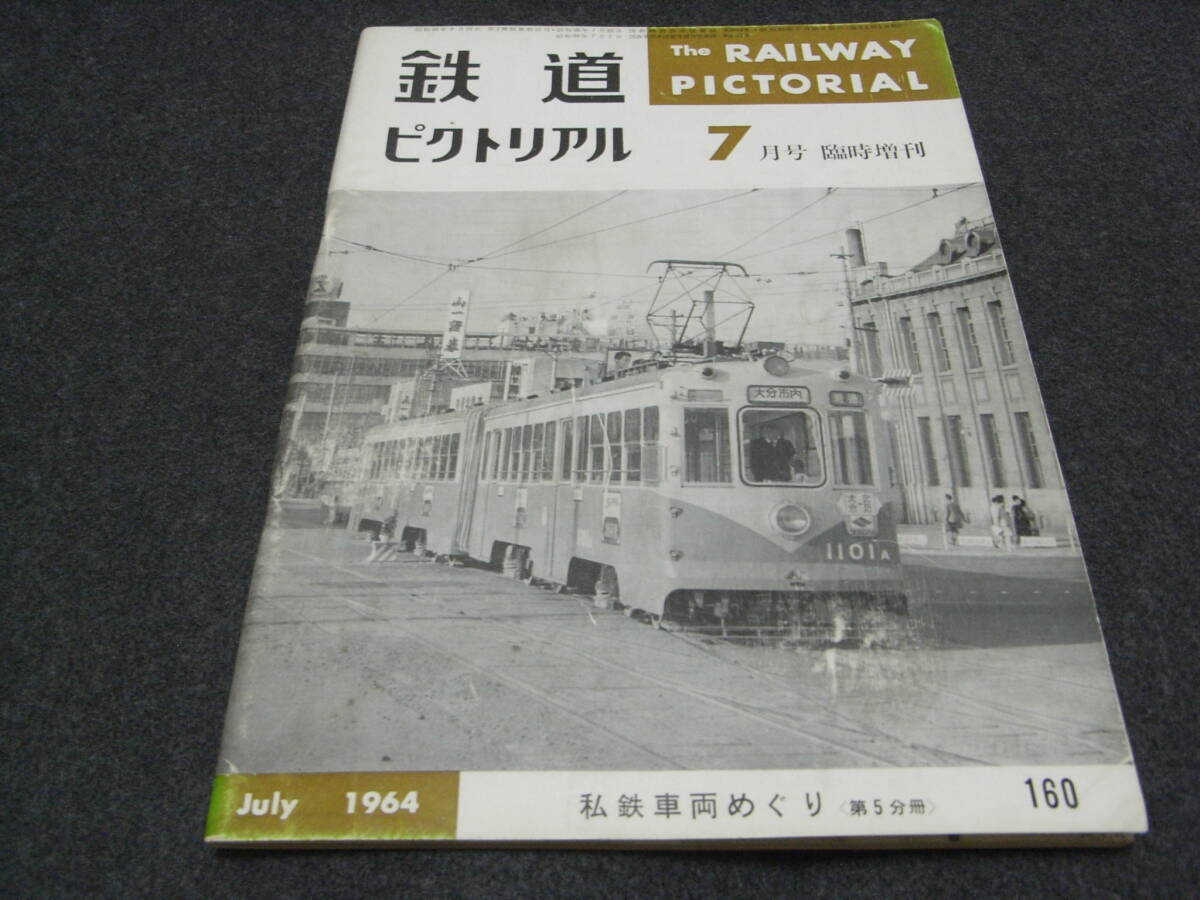 鉄道
ピクトリアル
The RAILWAY
PICTORIAL
7月号 臨時増刊
山一證券
大分市内
1101A
July 1964
私鉄車両めぐり〈第5分冊〉
160